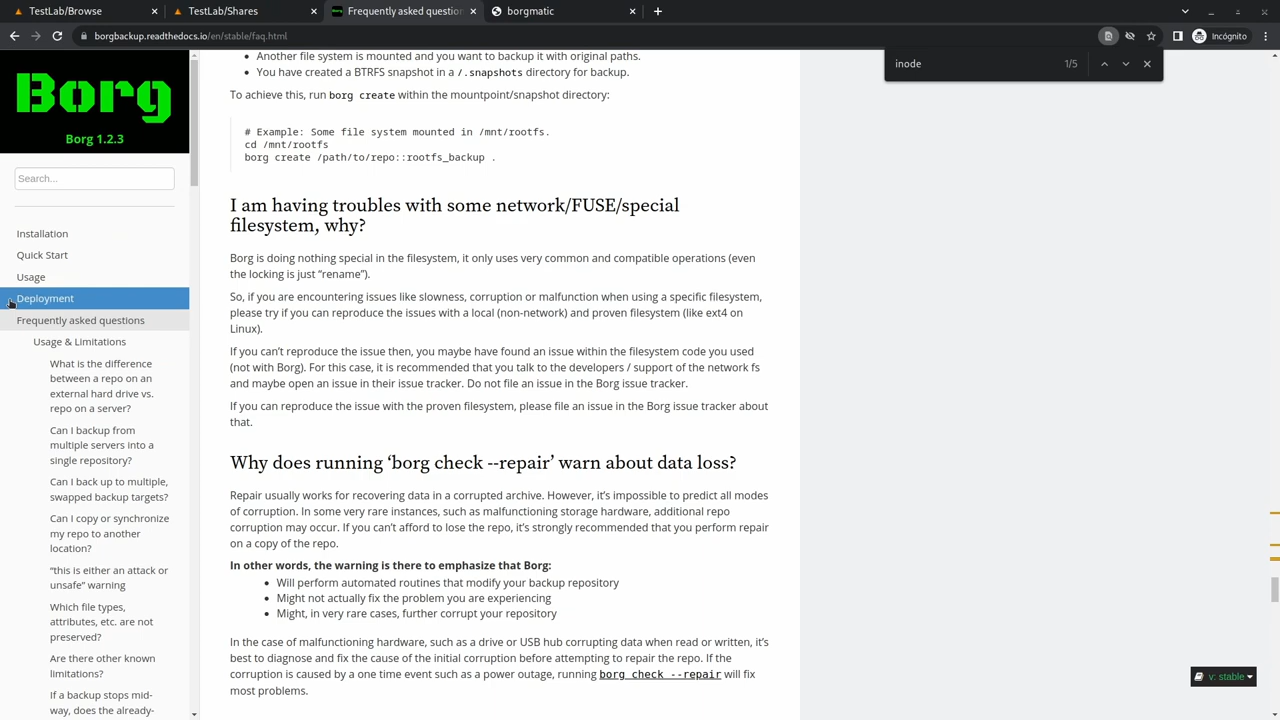 TestLab/Browse
TestLab/Shares
Frequently asked question
borgmatic
borgbackup.readthedocs.io/en/stable/faq.html
Incógnito
inode
1/5
Borg
Borg 1.2.3
Search...
Installation
Quick Start
Usage
Deployment
Frequently asked questions
Usage & Limitations
What is the difference
between a repo on an
external hard drive vs.
repo on a server?
Can I backup from
multiple servers into a
single repository?
Can I back up to multiple,
swapped backup targets?
Can I copy or synchronize
my repo to another
location?
“this is either an attack or
unsafe” warning
Which file types,
attributes, etc. are not
preserved?
Are there other known
limitations?
If a backup stops mid-
way, does the already-
Another file system is mounted and you want to backup it with original paths.
You have created a BTRFS snapshot in a /.snapshots directory for backup.
To achieve this, run borg create within the mountpoint/snapshot directory:
# Example: Some file system mounted in /mnt/rootfs.
cd /mnt/rootfs
borg create /path/to/repo::rootfs_backup .
I am having troubles with some network/FUSE/special
filesystem, why?
Borg is doing nothing special in the filesystem, it only uses very common and compatible operations (even
the locking is just “rename”).
So, if you are encountering issues like slowness, corruption or malfunction when using a specific filesystem,
please try if you can reproduce the issues with a local (non-network) and proven filesystem (like ext4 on
Linux).
If you can’t reproduce the issue then, you maybe have found an issue within the filesystem code you used
(not with Borg). For this case, it is recommended that you talk to the developers / support of the network fs
and maybe open an issue in their issue tracker. Do not file an issue in the Borg issue tracker.
If you can reproduce the issue with the proven filesystem, please file an issue in the Borg issue tracker about
that.
Why does running ‘borg check --repair’ warn about data loss?
Repair usually works for recovering data in a corrupted archive. However, it’s impossible to predict all modes
of corruption. In some very rare instances, such as malfunctioning storage hardware, additional repo
corruption may occur. If you can’t afford to lose the repo, it’s strongly recommended that you perform repair
on a copy of the repo.
In other words, the warning is there to emphasize that Borg:
Will perform automated routines that modify your backup repository
Might not actually fix the problem you are experiencing
Might, in very rare cases, further corrupt your repository
In the case of malfunctioning hardware, such as a drive or USB hub corrupting data when read or written, it’s
best to diagnose and fix the cause of the initial corruption before attempting to repair the repo. If the
corruption is caused by a one time event such as a power outage, running borg check --repair will fix
most problems.
v: stable